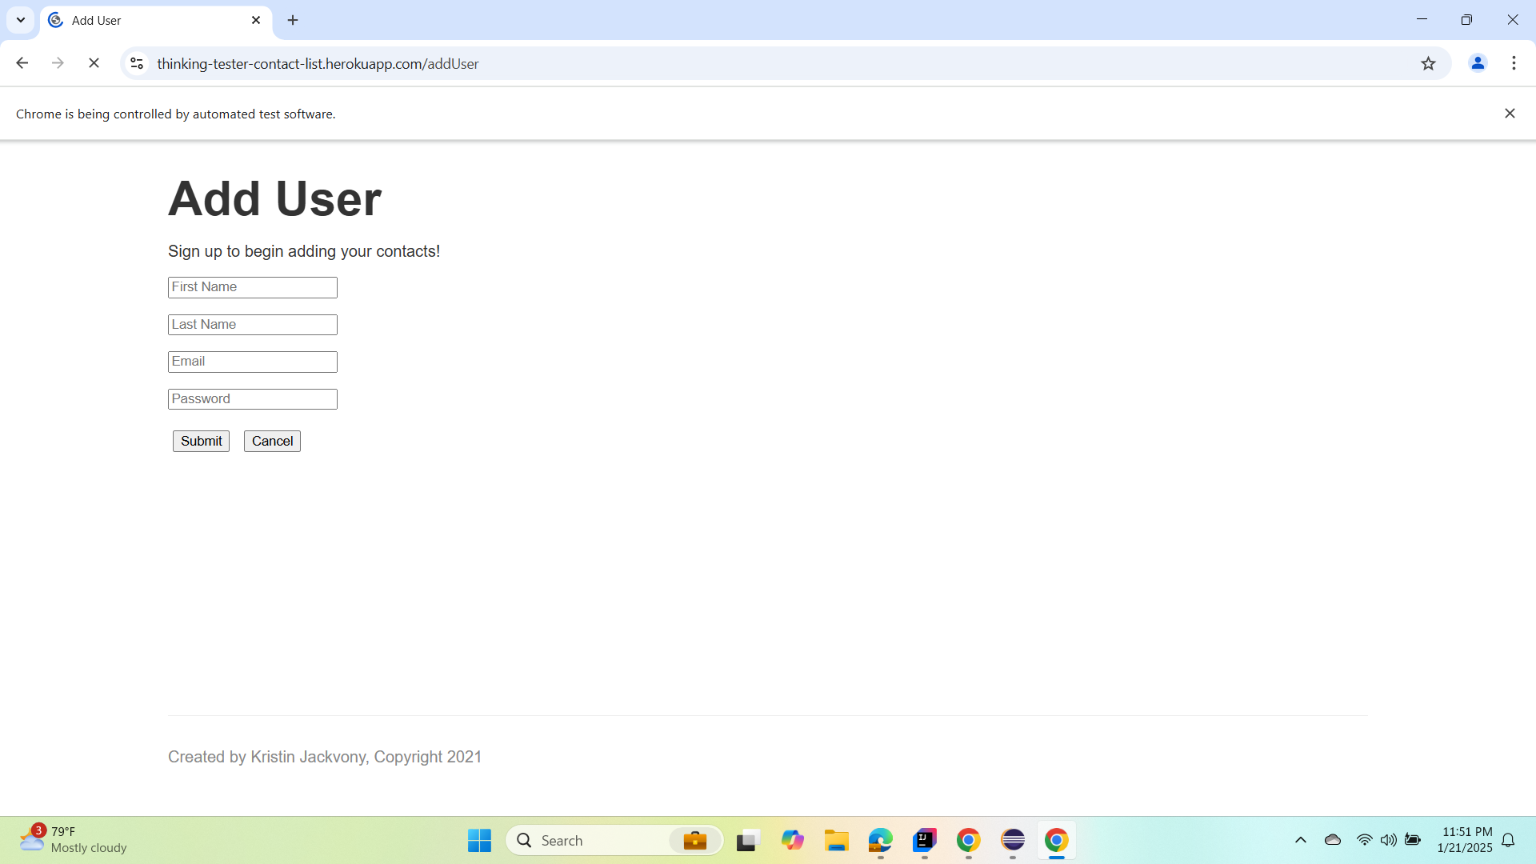 Add User
thinking-tester-contact-list.herokuapp.com/addUser
Chrome is being controlled by automated test software.
Add User
Sign up to begin adding your contacts!
First Name
Last Name
Email
Password
Submit Cancel
Created by Kristin Jackvony, Copyright 2021
3
79°F
Mostly cloudy
Search
IJ
11:51 PM
1/21/2025